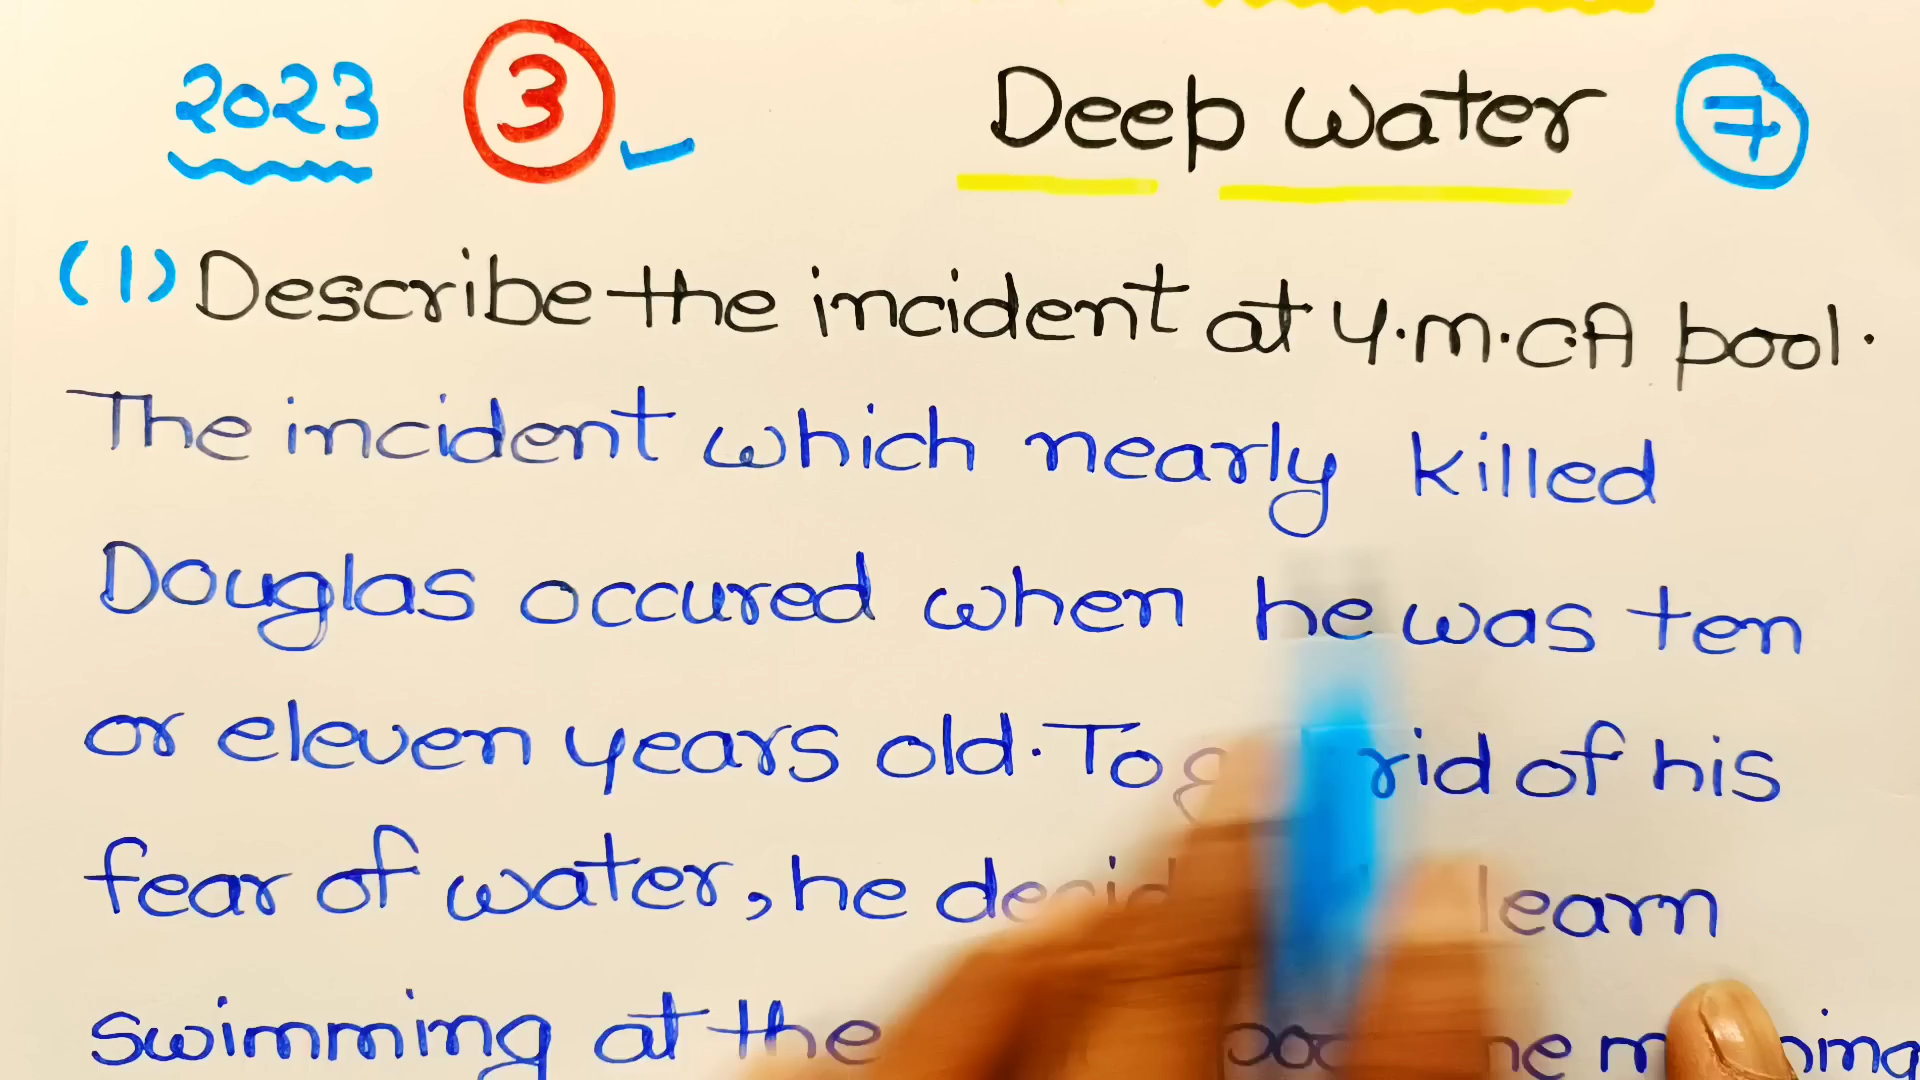 2023 3 Deep Water 7
(1) Describe the incident at Y.M.C.A pool.
The incident which nearly killed
Douglas occured when he was ten
or eleven years old. To rid of his
fear of water, he learn
swimming at the